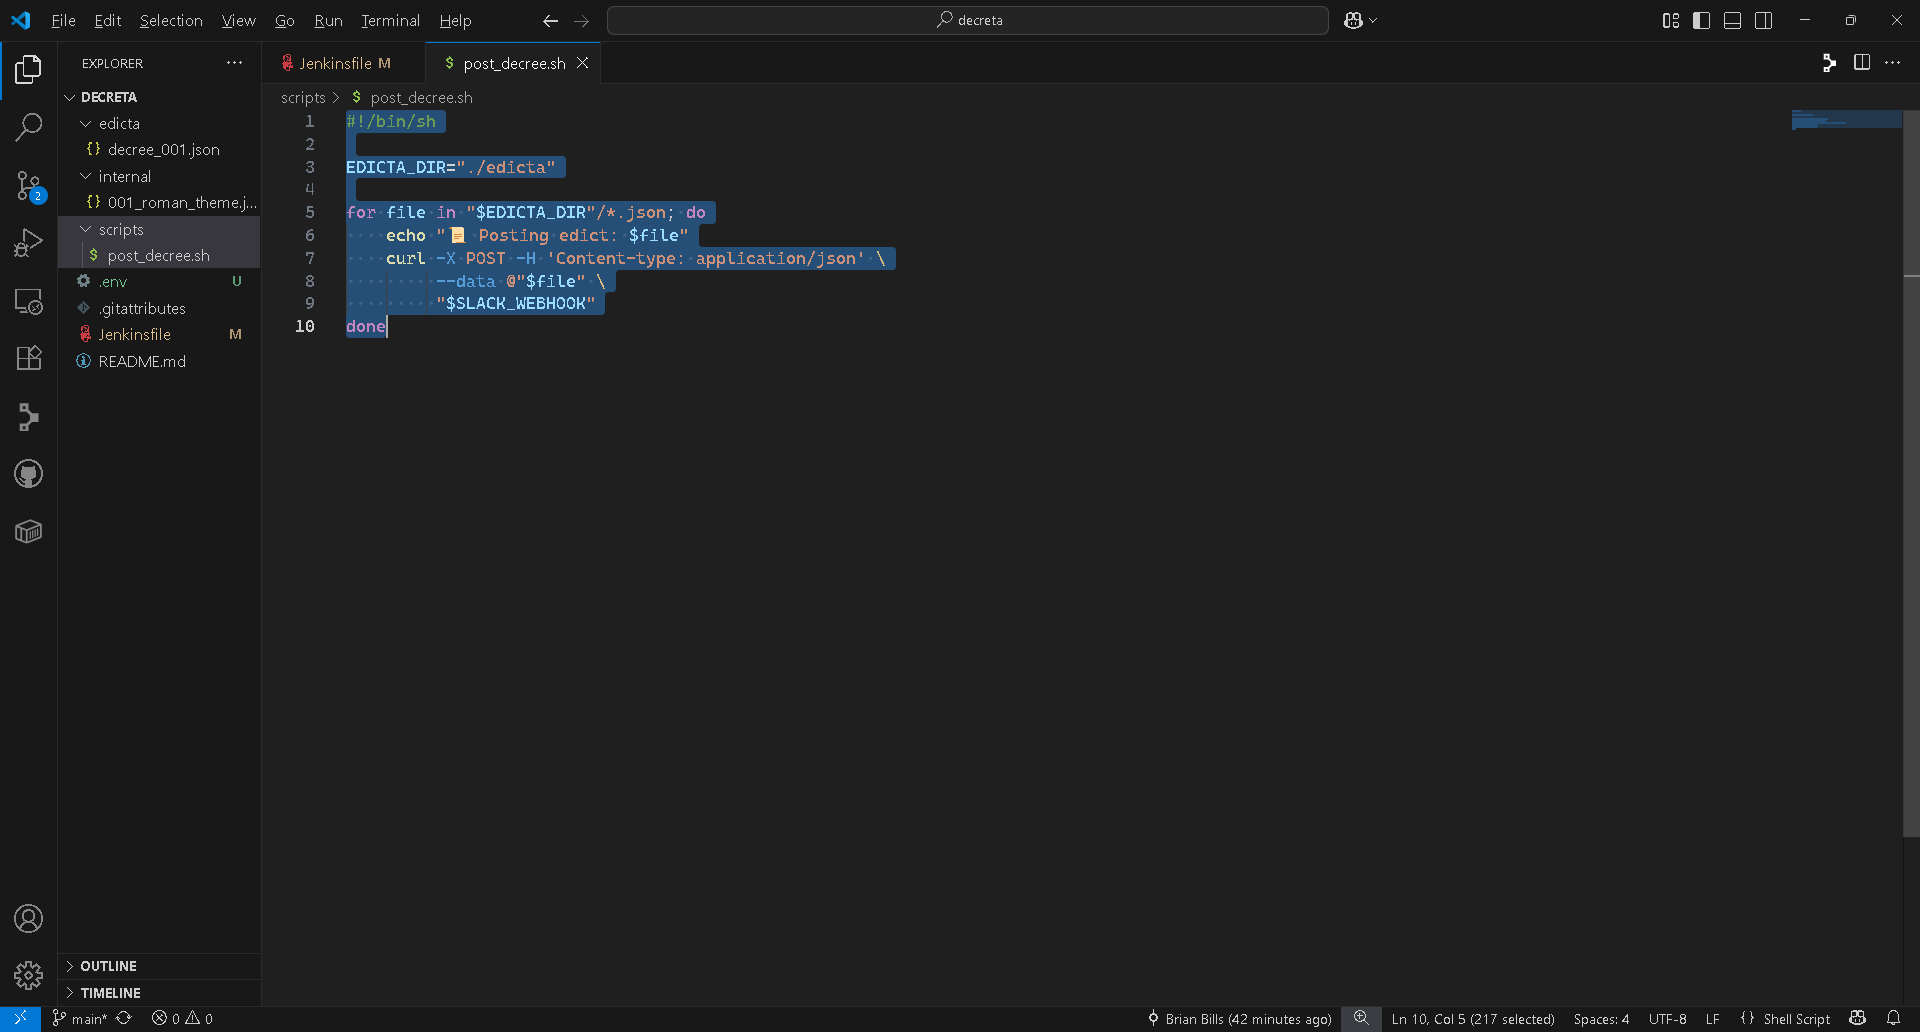 File Edit Selection View Go Run Terminal Help
decreta
EXPLORER
DECRETA
edicta
{} decree_001.json
internal
{} 001_roman_theme.j...
scripts
$ post_decree.sh
.env U
.gitattributes
Jenkinsfile M
README.md
2
OUTLINE
TIMELINE
Jenkinsfile M
$ post_decree.sh
scripts > $ post_decree.sh
1 #!/bin/sh
2
3 EDICTA_DIR="./edicta"
4
5 for file in "$EDICTA_DIR"/*.json; do
6 echo "📜 Posting edict: $file"
7 curl -X POST -H 'Content-type: application/json' \
8 --data @"$file" \
9 "$SLACK_WEBHOOK"
10 done
main* 0 0 Brian Bills (42 minutes ago) Ln 10, Col 5 (217 selected) Spaces: 4 UTF-8 LF {} Shell Script